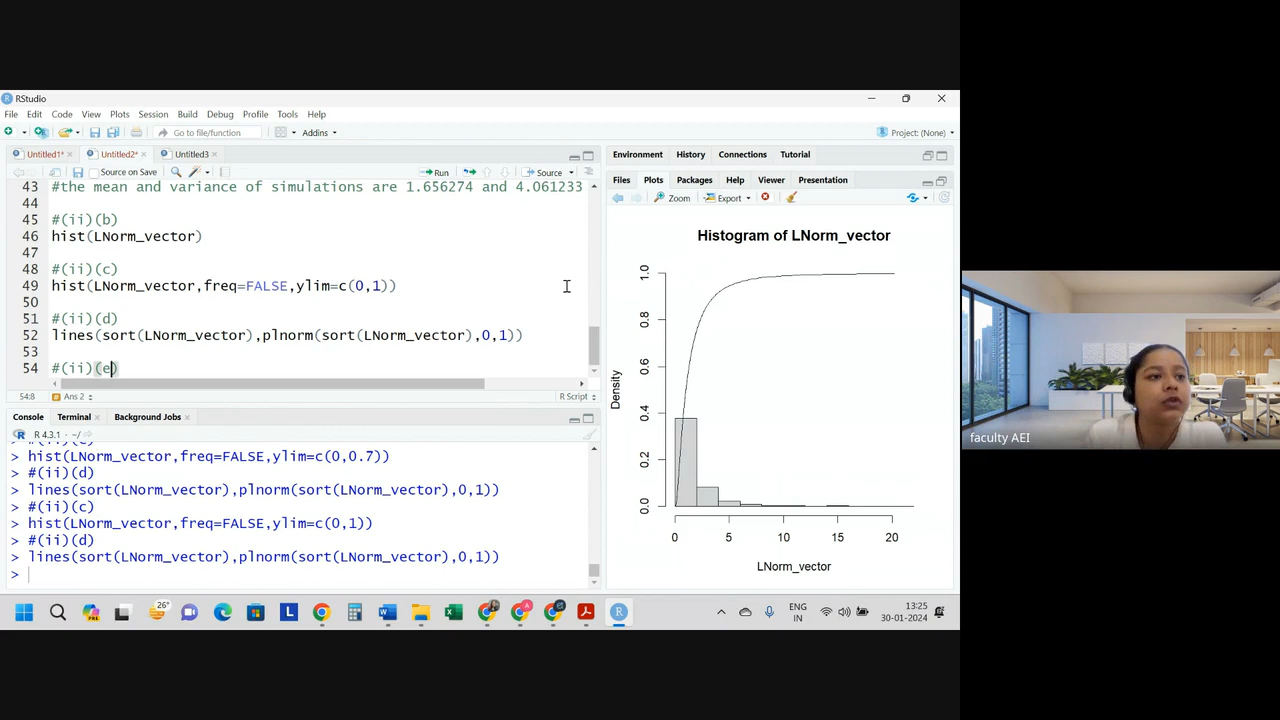 RStudio
File Edit Code View Plots Session Build Debug Profile Tools Help
Go to file/function Addins Project: (None)
Untitled1* Untitled2* Untitled3
Source on Save Run Source
43 #the mean and variance of simulations are 1.656274 and 4.061233
44
45 #(ii)(b)
46 hist(LNorm_vector)
47
48 #(ii)(c)
49 hist(LNorm_vector,freq=FALSE,ylim=c(0,1))
50
51 #(ii)(d)
52 lines(sort(LNorm_vector),plnorm(sort(LNorm_vector),0,1))
53
54 #(ii)(e)
54:8 Ans 2 R Script
Console Terminal Background Jobs
R 4.3.1 · ~/
> hist(LNorm_vector,freq=FALSE,ylim=c(0,0.7))
> #(ii)(d)
> lines(sort(LNorm_vector),plnorm(sort(LNorm_vector),0,1))
> #(ii)(c)
> hist(LNorm_vector,freq=FALSE,ylim=c(0,1))
> #(ii)(d)
> lines(sort(LNorm_vector),plnorm(sort(LNorm_vector),0,1))
>
Environment History Connections Tutorial
Files Plots Packages Help Viewer Presentation
Zoom Export
Histogram of LNorm_vector
Density
1.0
0.8
0.6
0.4
0.2
0.0
0 5 10 15 20
LNorm_vector
faculty AEI
26°
ENG
IN
13:25
30-01-2024